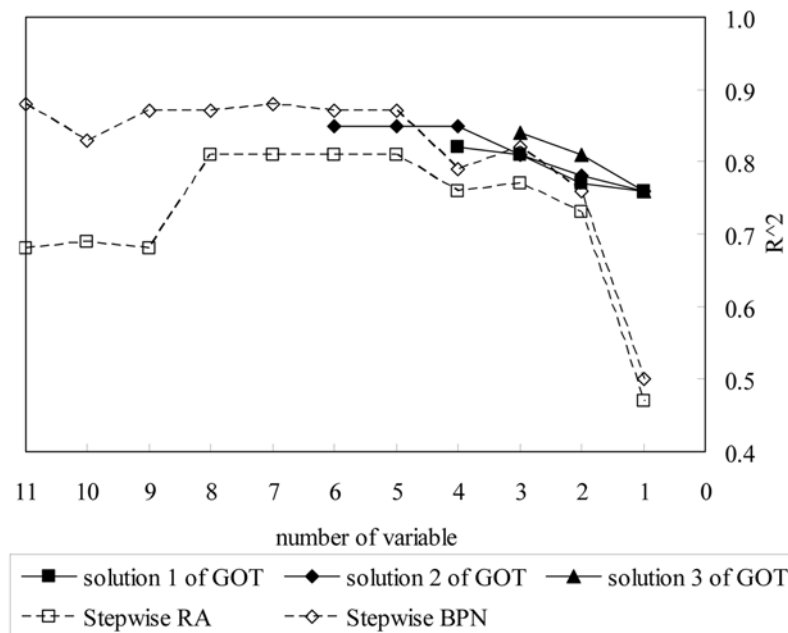 1.0
0.9
0.8
0.7
0.6
0.5
0.4
R^2
11 10 9 8 7 6 5 4 3 2 1 0
number of variable
solution 1 of GOT solution 2 of GOT solution 3 of GOT
Stepwise RA Stepwise BPN